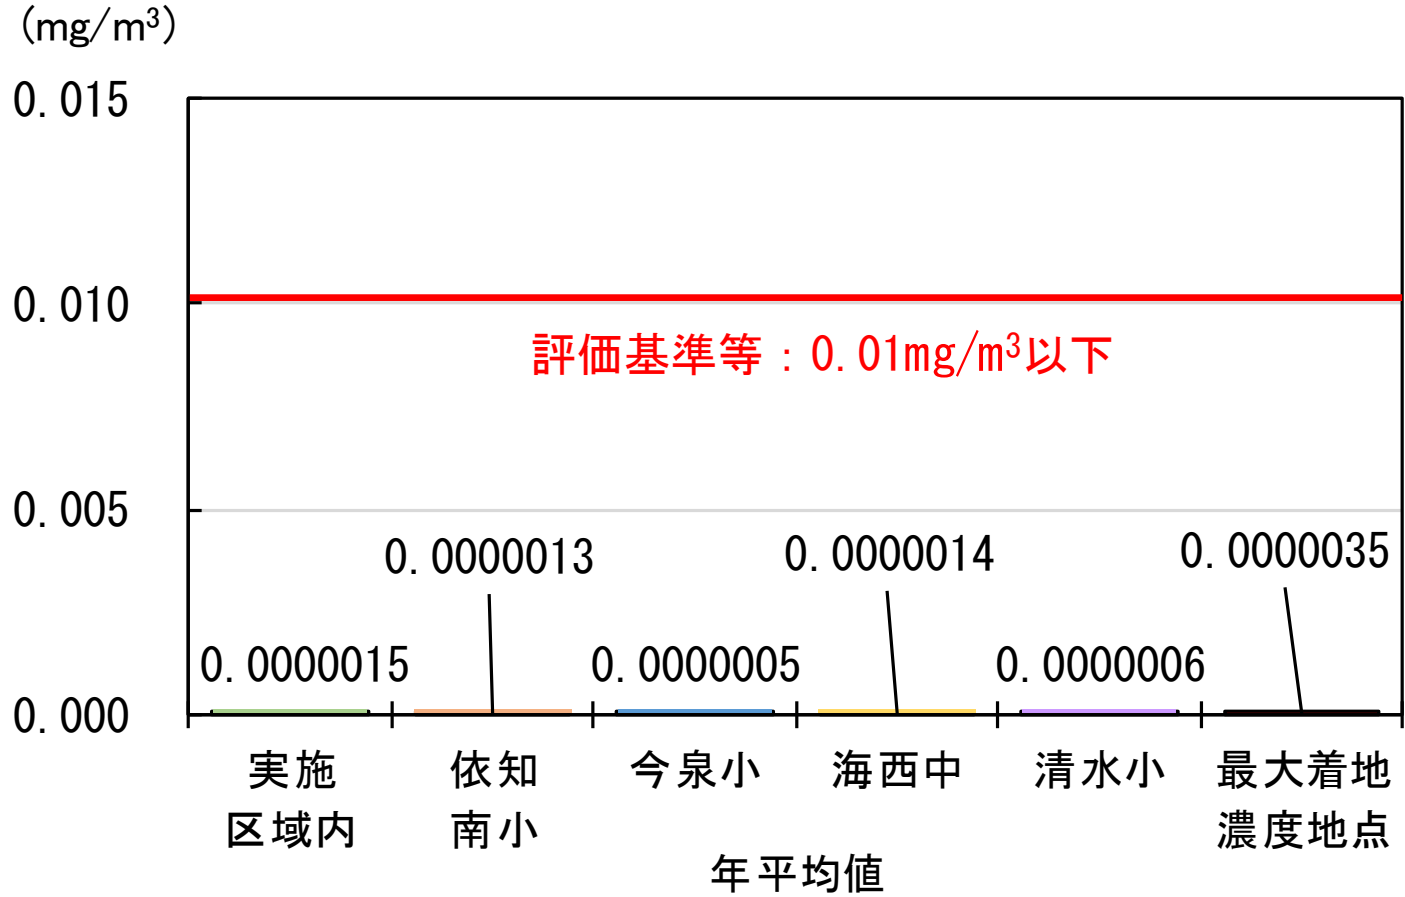 (mg/m³)
0.015
0.010
評価基準等：0.01mg/m³以下
0.005
0.0000013
0.0000014
0.0000035
0.0000015
0.0000005
0.0000006
0.000
実施
区域内
依知
南小
今泉小
海西中
清水小
最大着地
濃度地点
年平均値